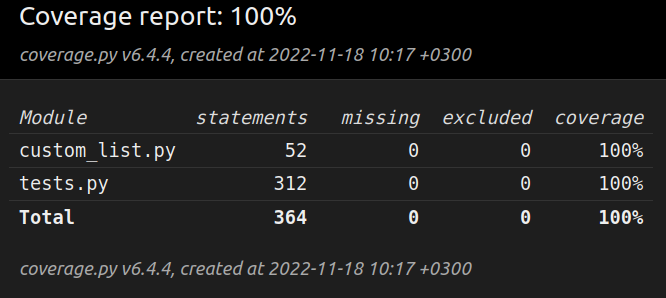 Coverage report: 100%
coverage.py v6.4.4, created at 2022-11-18 10:17 +0300
Module statements missing excluded coverage
custom_list.py 52 0 0 100%
tests.py 312 0 0 100%
Total 364 0 0 100%
coverage.py v6.4.4, created at 2022-11-18 10:17 +0300